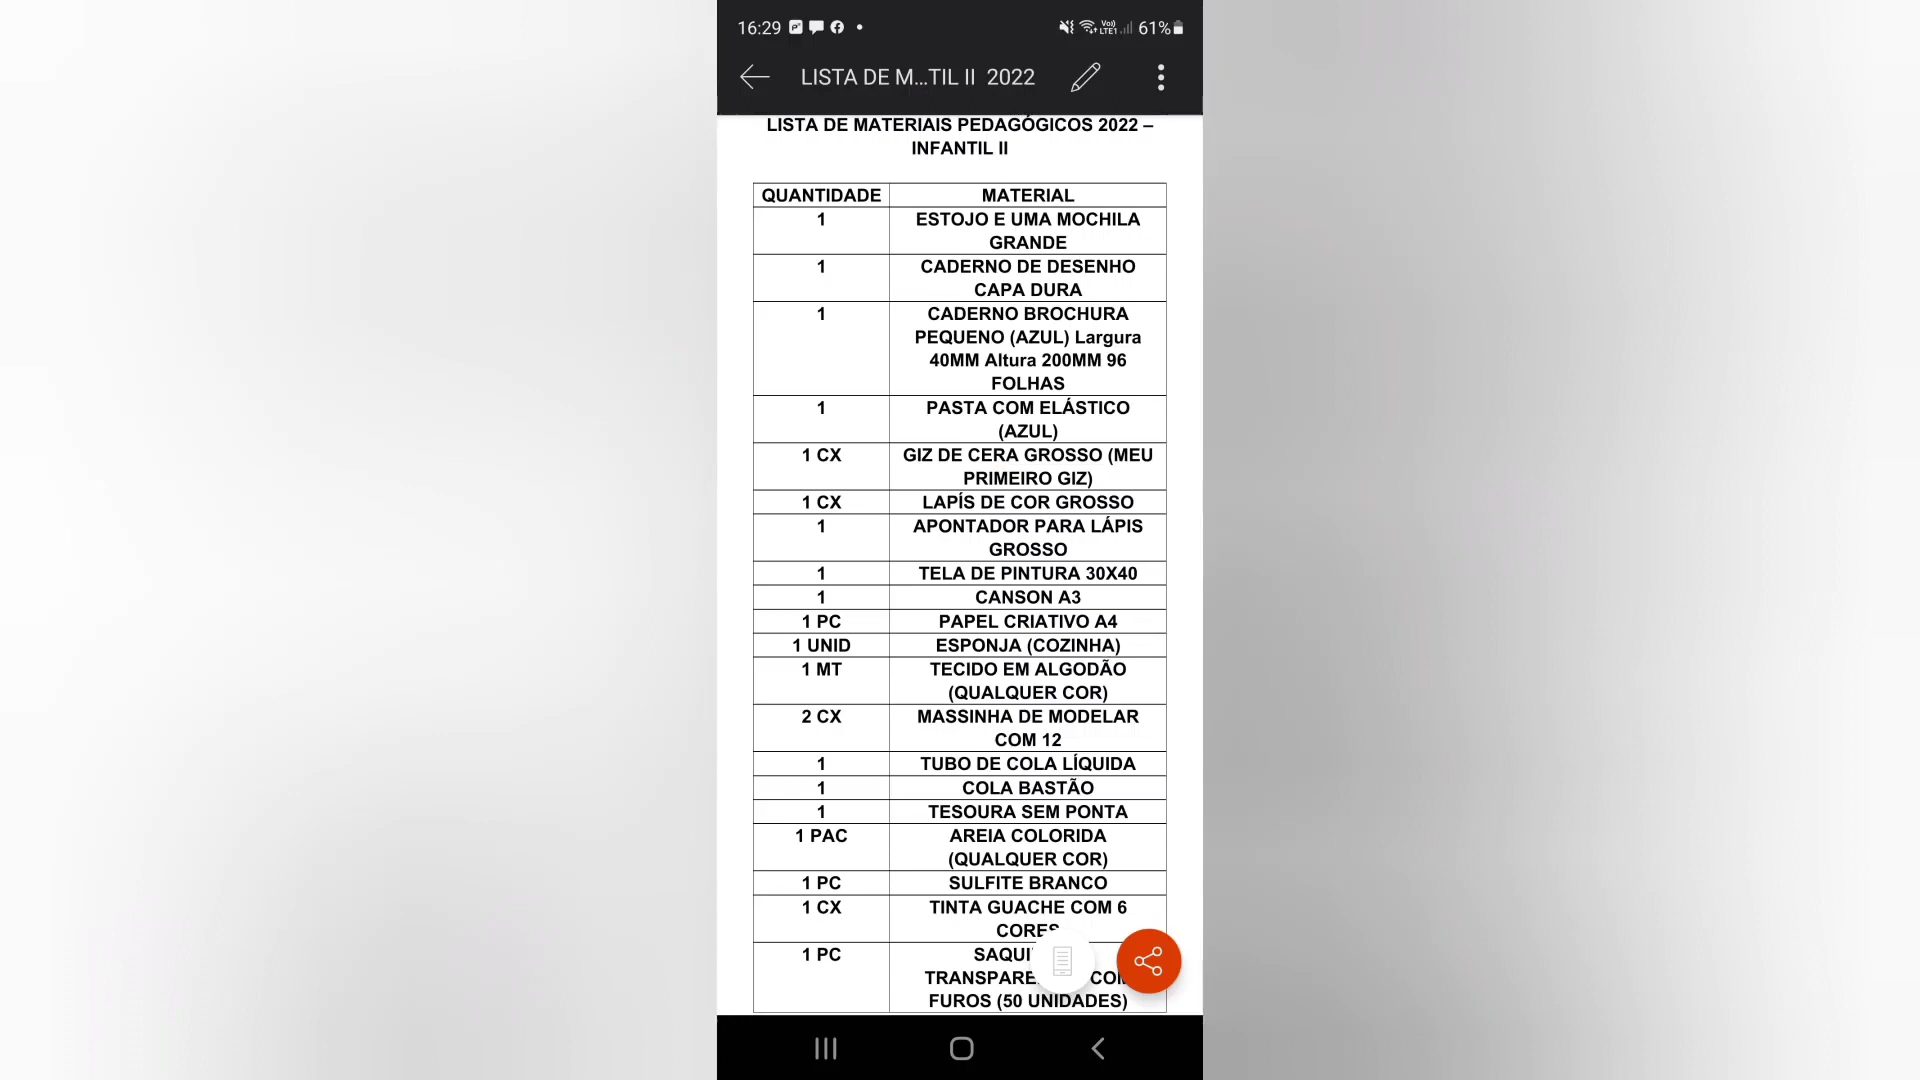 16:29
Vo)) LTE1 61%
LISTA DE M...TIL II 2022
LISTA DE MATERIAIS PEDAGÓGICOS 2022 –
INFANTIL II
QUANTIDADE MATERIAL
1 ESTOJO E UMA MOCHILA
GRANDE
1 CADERNO DE DESENHO
CAPA DURA
1 CADERNO BROCHURA
PEQUENO (AZUL) Largura
40MM Altura 200MM 96
FOLHAS
1 PASTA COM ELÁSTICO
(AZUL)
1 CX GIZ DE CERA GROSSO (MEU
PRIMEIRO GIZ)
1 CX LAPÍS DE COR GROSSO
1 APONTADOR PARA LÁPIS
GROSSO
1 TELA DE PINTURA 30X40
1 CANSON A3
1 PC PAPEL CRIATIVO A4
1 UNID ESPONJA (COZINHA)
1 MT TECIDO EM ALGODÃO
(QUALQUER COR)
2 CX MASSINHA DE MODELAR
COM 12
1 TUBO DE COLA LÍQUIDA
1 COLA BASTÃO
1 TESOURA SEM PONTA
1 PAC AREIA COLORIDA
(QUALQUER COR)
1 PC SULFITE BRANCO
1 CX TINTA GUACHE COM 6
CORES
1 PC
FUROS (50 UNIDADES)